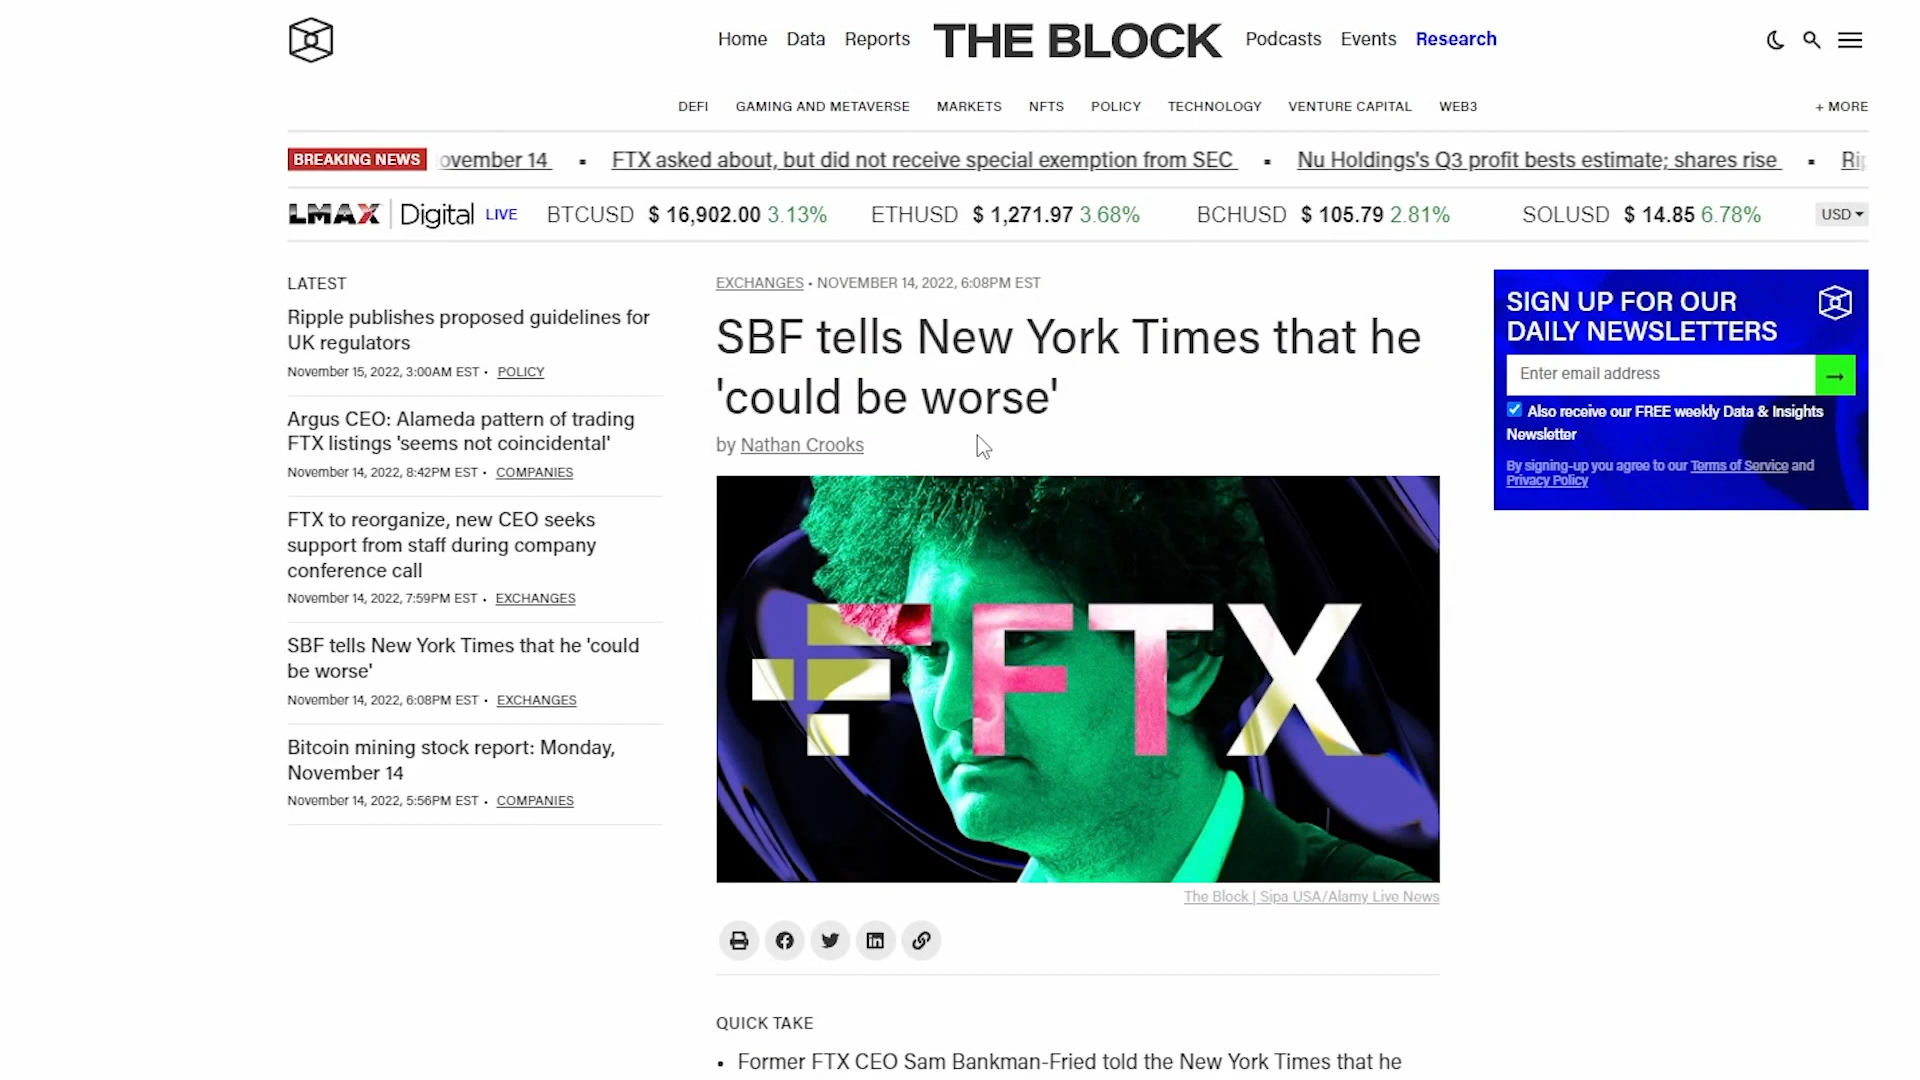 Home Data Reports THE BLOCK Podcasts Events Research
DEFI GAMING AND METAVERSE MARKETS NFTS POLICY TECHNOLOGY VENTURE CAPITAL WEB3 + MORE
BREAKING NEWS ovember 14 ▪ FTX asked about, but did not receive special exemption from SEC ▪ Nu Holdings's Q3 profit bests estimate; shares rise ▪
LMAX Digital LIVE BTCUSD $ 16,902.00 3.13% ETHUSD $ 1,271.97 3.68% BCHUSD $ 105.79 2.81% SOLUSD $ 14.85 6.78% USD
LATEST
Ripple publishes proposed guidelines for
UK regulators
November 15, 2022, 3:00AM EST • POLICY
Argus CEO: Alameda pattern of trading
FTX listings 'seems not coincidental'
November 14, 2022, 8:42PM EST • COMPANIES
FTX to reorganize, new CEO seeks
support from staff during company
conference call
November 14, 2022, 7:59PM EST • EXCHANGES
SBF tells New York Times that he 'could
be worse'
November 14, 2022, 6:08PM EST • EXCHANGES
Bitcoin mining stock report: Monday,
November 14
November 14, 2022, 5:56PM EST • COMPANIES
EXCHANGES • NOVEMBER 14, 2022, 6:08PM EST
SBF tells New York Times that he
'could be worse'
by Nathan Crooks
FTX
The Block | Sipa USA/Alamy Live News
QUICK TAKE
• Former FTX CEO Sam Bankman-Fried told the New York Times that he
SIGN UP FOR OUR
DAILY NEWSLETTERS
Enter email address →
Also receive our FREE weekly Data & Insights
Newsletter
By signing-up you agree to our Terms of Service and
Privacy Policy